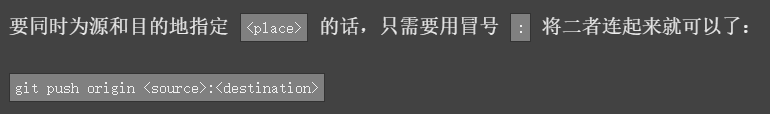 要同时为源和目的地指定 <place> 的话，只需要用冒号 : 将二者连起来就可以了：
git push origin <source>:<destination>